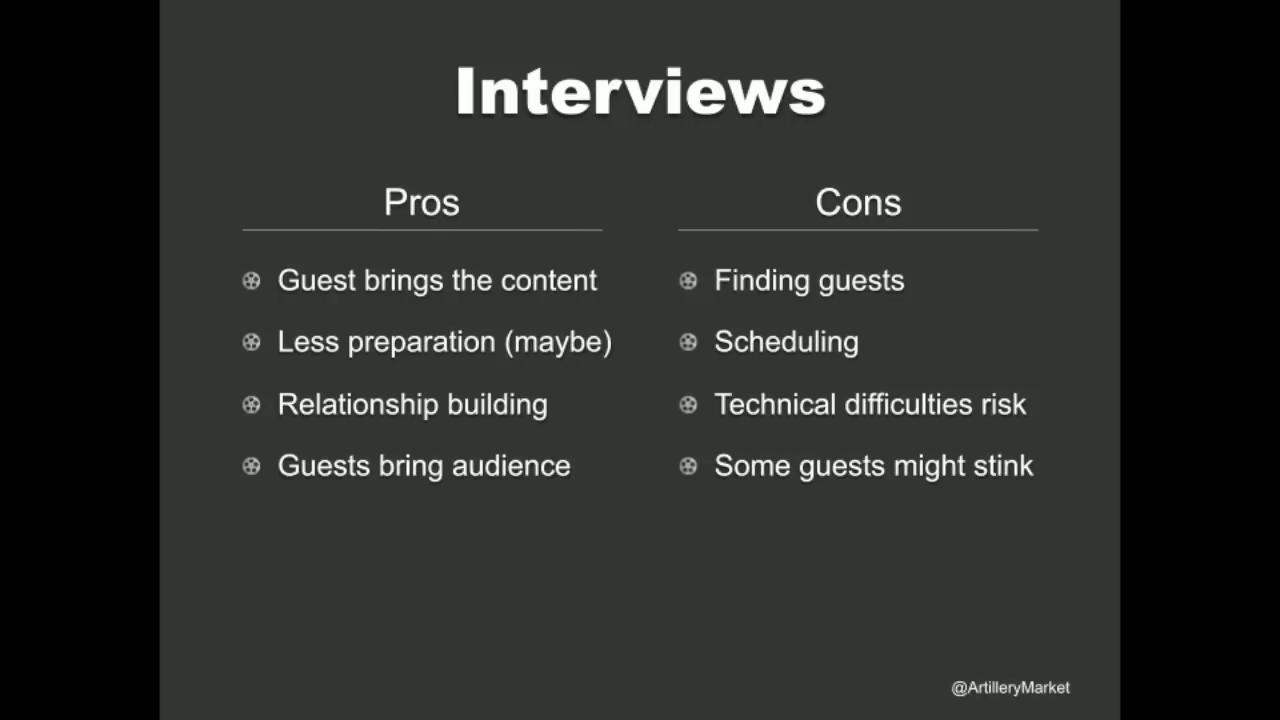 Interviews
Pros
Guest brings the content
Less preparation (maybe)
Relationship building
Guests bring audience
Cons
Finding guests
Scheduling
Technical difficulties risk
Some guests might stink
@ArtilleryMarket